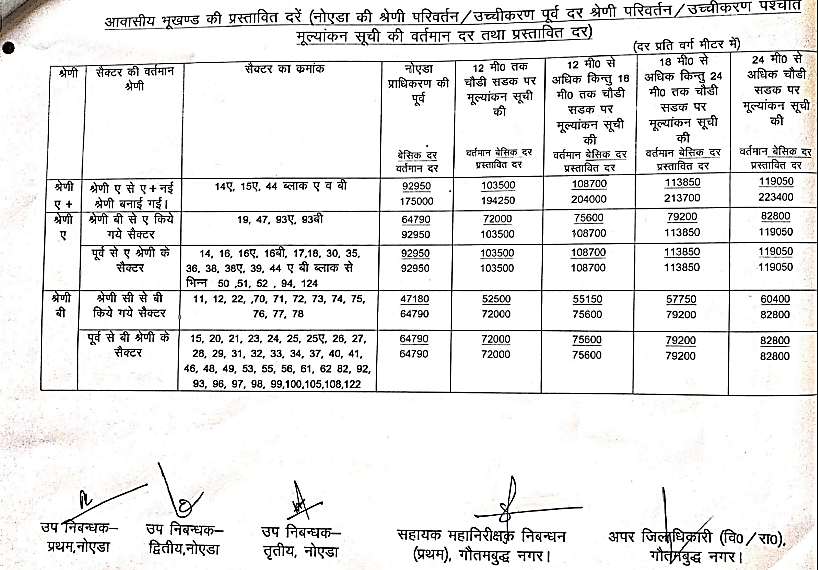 आवासीय भूखण्ड की प्रस्तावित दरें (नोएडा की श्रेणी परिवर्तन/उच्चीकरण पूर्व दर श्रेणी परिवर्तन/उच्चीकरण पश्चात
मूल्यांकन सूची की वर्तमान दर तथा प्रस्तावित दर)
(दर प्रति वर्ग मीटर में)
श्रेणी | सैक्टर की वर्तमान श्रेणी | सैक्टर का क्रमांक | नोएडा प्राधिकरण की पूर्व | 12 मी0 तक चौडी सडक पर मूल्यांकन सूची की | 12 मी0 से अधिक किन्तु 18 मी0 तक चौडी सडक पर मूल्यांकन सूची की | 18 मी0 से अधिक किन्तु 24 मी0 तक चौडी सडक पर मूल्यांकन सूची की | 24 मी0 से अधिक चौडी सडक पर मूल्यांकन सूची की
बेसिक दर | वर्तमान बेसिक दर | वर्तमान बेसिक दर | वर्तमान बेसिक दर | वर्तमान बेसिक दर
वर्तमान दर | प्रस्तावित दर | प्रस्तावित दर | प्रस्तावित दर | प्रस्तावित दर
श्रेणी | श्रेणी ए से ए+नई | 14ए, 15ए, 44 ब्लाक ए व बी | 92950 | 103500 | 108700 | 113850 | 119050
ए + | श्रेणी बनाई गई। | 175000 | 194250 | 204000 | 213700 | 223400
श्रेणी | श्रेणी बी से ए किये | 19, 47, 93ए, 93बी | 64790 | 72000 | 75600 | 79200 | 82800
ए | गये सैक्टर | 92950 | 103500 | 108700 | 113850 | 119050
पूर्व से ए श्रेणी के | 14, 16, 16ए, 16बी, 17,18, 30, 35, | 92950 | 103500 | 108700 | 113850 | 119050
सैक्टर | 36, 38, 38ए, 39, 44 ए बी ब्लाक से | 92950 | 103500 | 108700 | 113850 | 119050
भिन्न 50 ,51, 52 , 94, 124
श्रेणी | श्रेणी सी से बी | 11, 12, 22, ,70, 71, 72, 73, 74, 75, | 47180 | 52500 | 55150 | 57750 | 60400
बी | किये गये सैक्टर | 76, 77, 78 | 64790 | 72000 | 75600 | 79200 | 82800
पूर्व से बी श्रेणी के | 15, 20, 21, 23, 24, 25, 25ए, 26, 27, | 64790 | 72000 | 75600 | 79200 | 82800
सैक्टर | 28, 29, 31, 32, 33, 34, 37, 40, 41, | 64790 | 72000 | 75600 | 79200 | 82800
46, 48, 49, 53, 55, 56, 61, 62 82, 92,
93, 96, 97, 98, 99,100,105,108,122
उप निबन्धक–
प्रथम,नोएडा
उप निबन्धक–
द्वितीय,नोएडा
उप निबन्धक–
तृतीय, नोएडा
सहायक महानिरीक्षक निबन्धन
(प्रथम), गौतमबुद्ध नगर।
अपर जिलाधिकारी (वि0/रा0),
गौतमबुद्ध नगर।